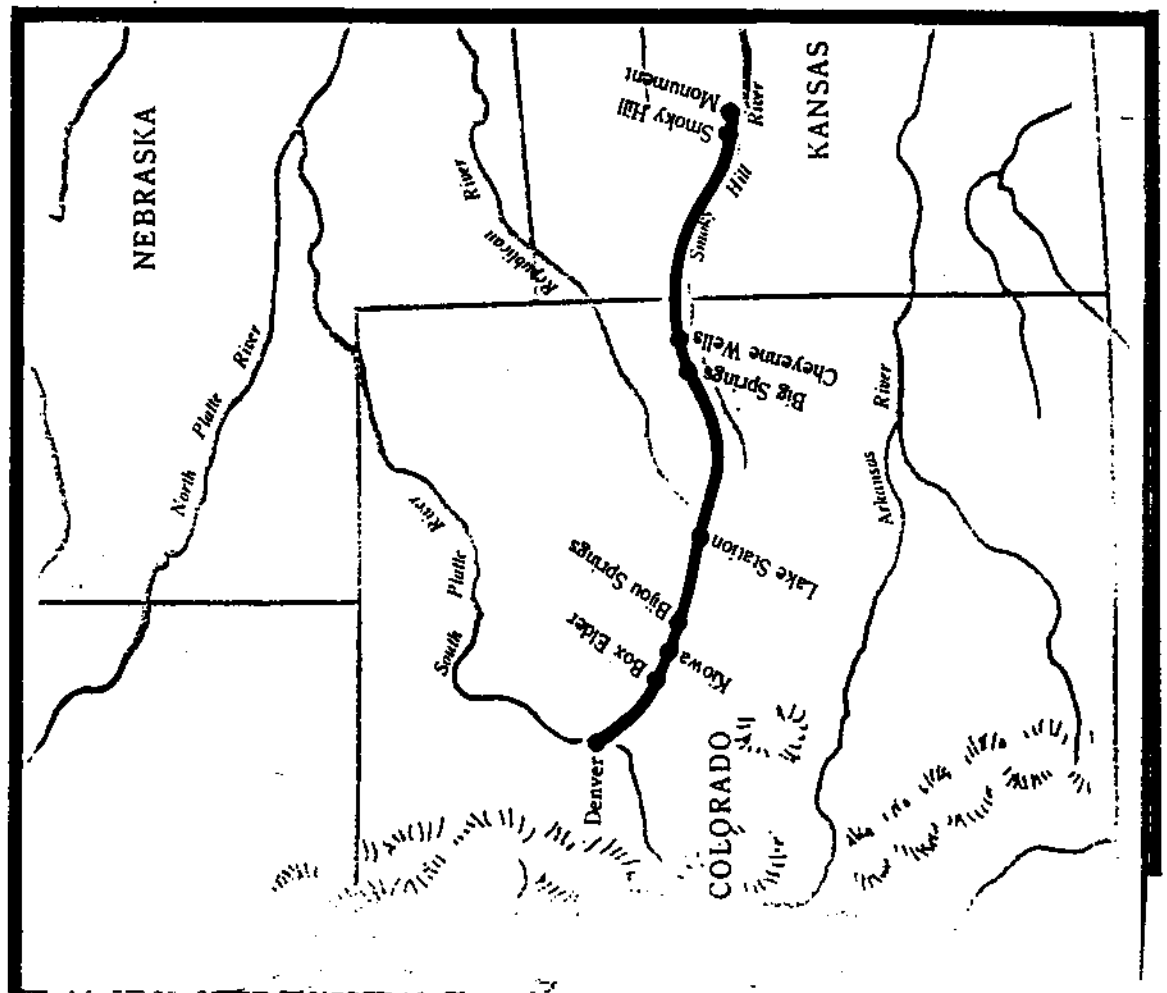 NEBRASKA
North Platte River
South Platte River
Republican River
KANSAS
Monument
Smoky Hill
Smoky Hill River
Cheyenne Wells
Big Springs
Lake Station
Bijou Springs
Kiowa
Box Elder
Denver
COLORADO
Arkansas River